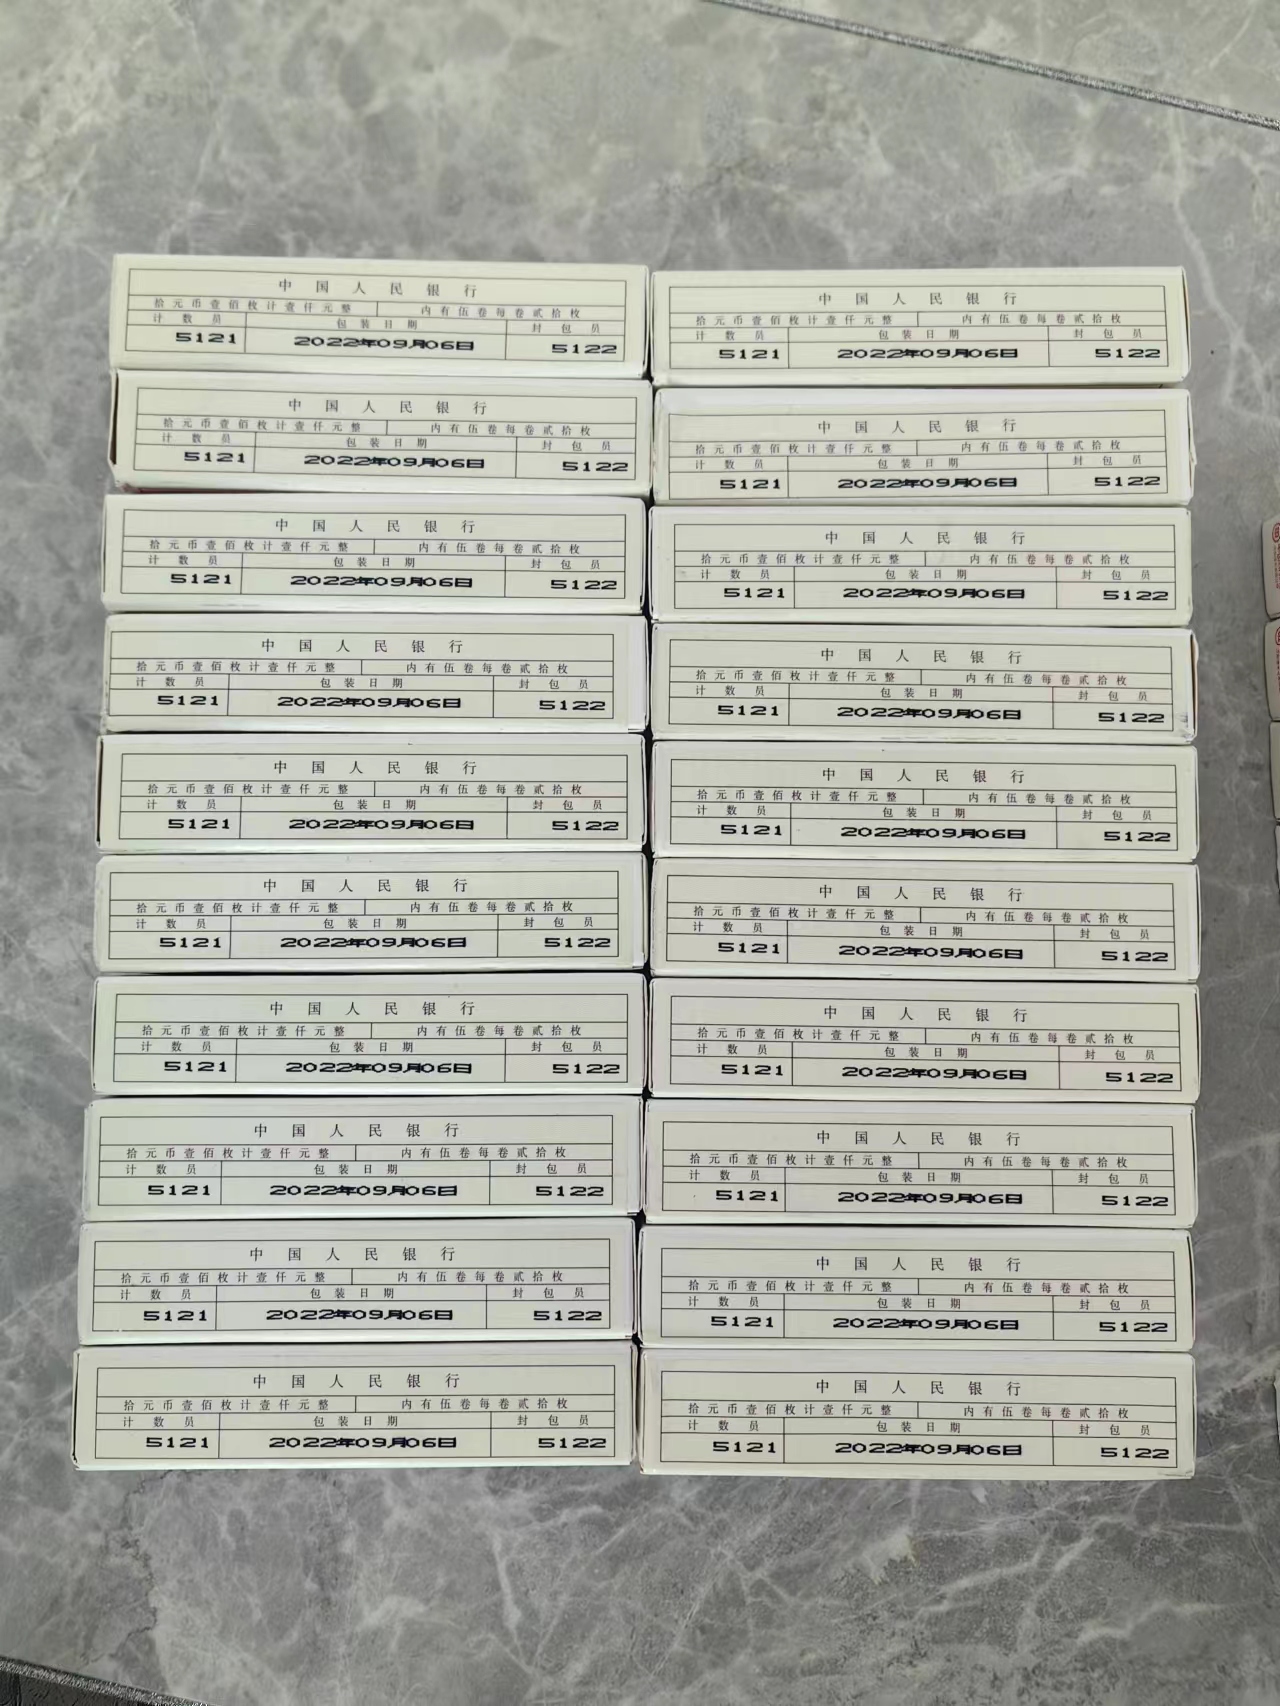 中国人民银行
拾元币壹佰枚计壹仟元整 内有伍卷每卷贰拾枚
计数员 包装日期 封包员
5121 2022年09月06日 5122
中国人民银行
拾元币壹佰枚计壹仟元整 内有伍卷每卷贰拾枚
计数员 包装日期 封包员
5121 2022年09月06日 5122
中国人民银行
拾元币壹佰枚计壹仟元整 内有伍卷每卷贰拾枚
计数员 包装日期 封包员
5121 2022年09月06日 5122
中国人民银行
拾元币壹佰枚计壹仟元整 内有伍卷每卷贰拾枚
计数员 包装日期 封包员
5121 2022年09月06日 5122
中国人民银行
拾元币壹佰枚计壹仟元整 内有伍卷每卷贰拾枚
计数员 包装日期 封包员
5121 2022年09月06日 5122
中国人民银行
拾元币壹佰枚计壹仟元整 内有伍卷每卷贰拾枚
计数员 包装日期 封包员
5121 2022年09月06日 5122
中国人民银行
拾元币壹佰枚计壹仟元整 内有伍卷每卷贰拾枚
计数员 包装日期 封包员
5121 2022年09月06日 5122
中国人民银行
拾元币壹佰枚计壹仟元整 内有伍卷每卷贰拾枚
计数员 包装日期 封包员
5121 2022年09月06日 5122
中国人民银行
拾元币壹佰枚计壹仟元整 内有伍卷每卷贰拾枚
计数员 包装日期 封包员
5121 2022年09月06日 5122
中国人民银行
拾元币壹佰枚计壹仟元整 内有伍卷每卷贰拾枚
计数员 包装日期 封包员
5121 2022年09月06日 5122
中国人民银行
拾元币壹佰枚计壹仟元整 内有伍卷每卷贰拾枚
计数员 包装日期 封包员
5121 2022年09月06日 5122
中国人民银行
拾元币壹佰枚计壹仟元整 内有伍卷每卷贰拾枚
计数员 包装日期 封包员
5121 2022年09月06日 5122
中国人民银行
拾元币壹佰枚计壹仟元整 内有伍卷每卷贰拾枚
计数员 包装日期 封包员
5121 2022年09月06日 5122
中国人民银行
拾元币壹佰枚计壹仟元整 内有伍卷每卷贰拾枚
计数员 包装日期 封包员
5121 2022年09月06日 5122
中国人民银行
拾元币壹佰枚计壹仟元整 内有伍卷每卷贰拾枚
计数员 包装日期 封包员
5121 2022年09月06日 5122
中国人民银行
拾元币壹佰枚计壹仟元整 内有伍卷每卷贰拾枚
计数员 包装日期 封包员
5121 2022年09月06日 5122
中国人民银行
拾元币壹佰枚计壹仟元整 内有伍卷每卷贰拾枚
计数员 包装日期 封包员
5121 2022年09月06日 5122
中国人民银行
拾元币壹佰枚计壹仟元整 内有伍卷每卷贰拾枚
计数员 包装日期 封包员
5121 2022年09月06日 5122
中国人民银行
拾元币壹佰枚计壹仟元整 内有伍卷每卷贰拾枚
计数员 包装日期 封包员
5121 2022年09月06日 5122
中国人民银行
拾元币壹佰枚计壹仟元整 内有伍卷每卷贰拾枚
计数员 包装日期 封包员
5121 2022年09月06日 5122